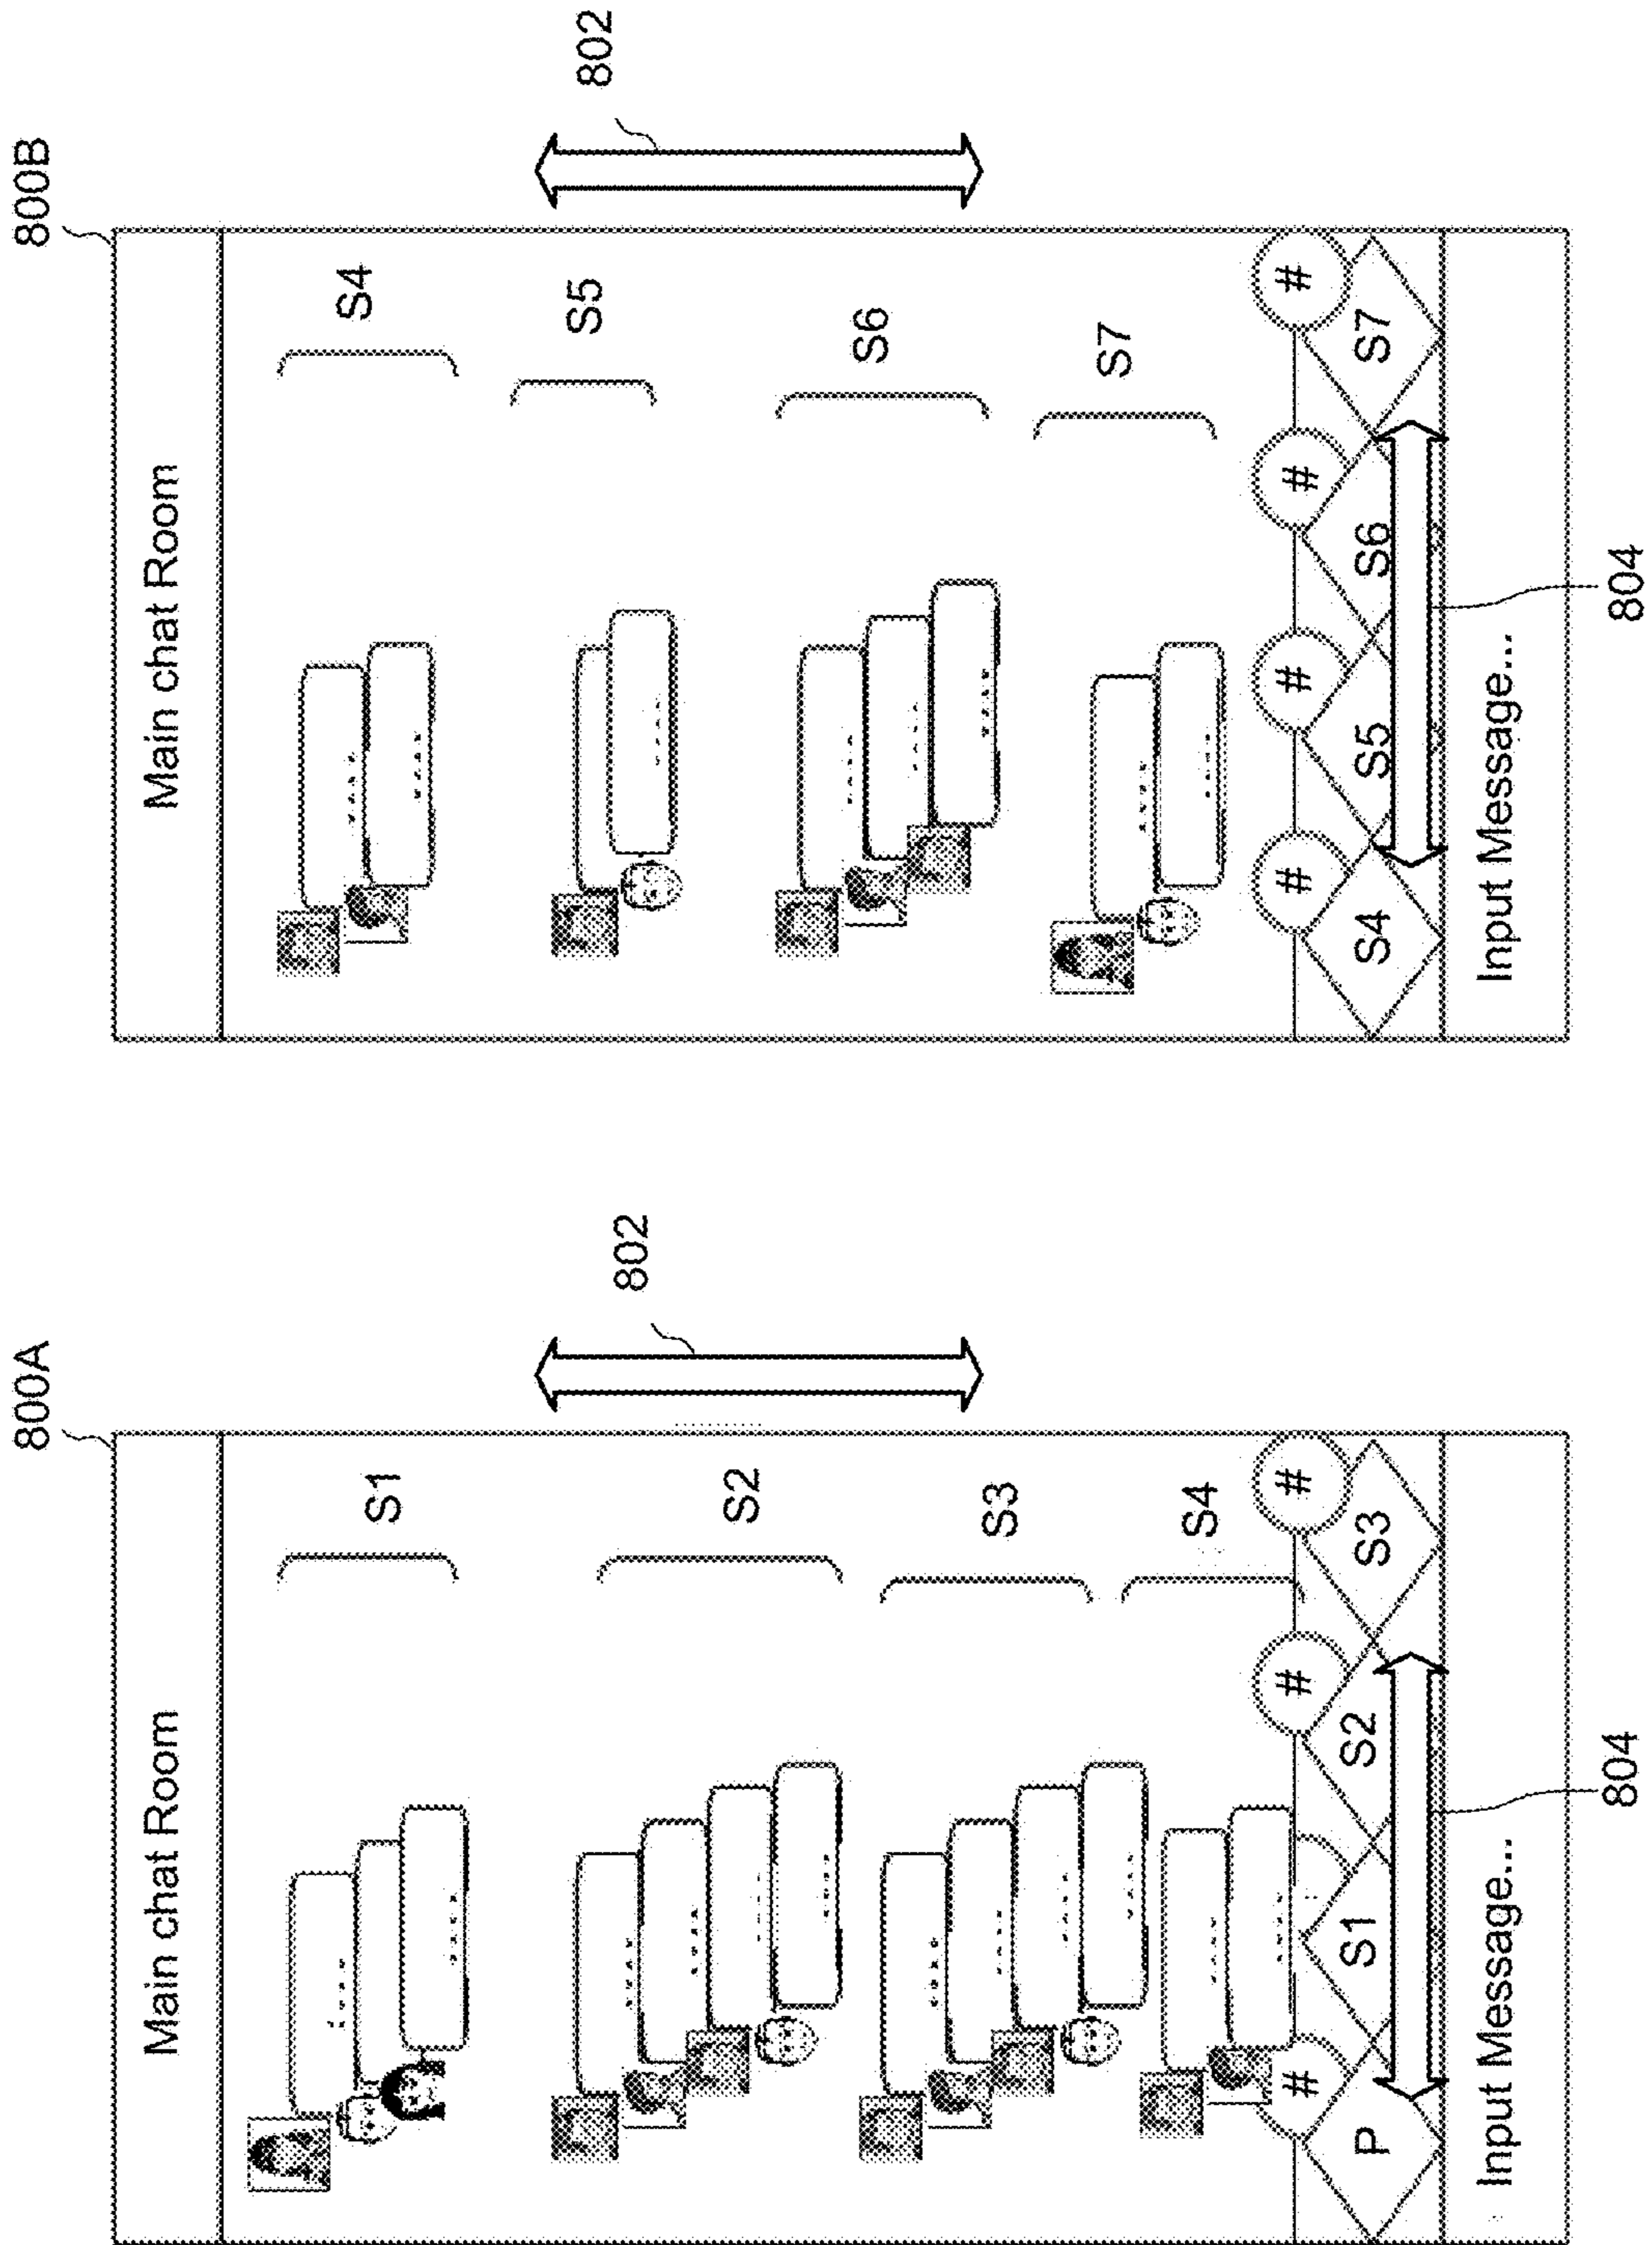 800A
Main chat Room
S1
S2
S3
S4
802
#
#
#
P
S1
S2
S3
Input Message...
804
800B
Main chat Room
S4
S5
S6
S7
802
#
#
#
#
S4
S5
S6
S7
Input Message...
804